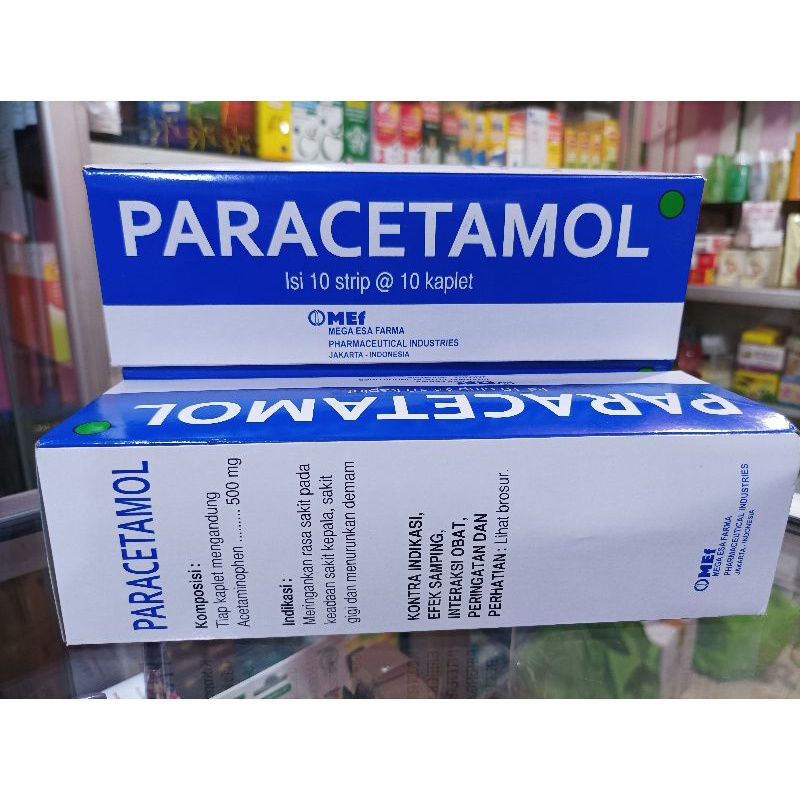 PARACETAMOL
Isi 10 strip @ 10 kaplet
MEf
MEGA ESA FARMA
PHARMACEUTICAL INDUSTRIES
JAKARTA - INDONESIA
PARACETAMOL
PARACETAMOL
Komposisi :
Tiap kaplet mengandung
Acetaminophen ......... 500 mg
Indikasi :
Meringankan rasa sakit pada
keadaan sakit kepala, sakit
gigi dan menurunkan demam
KONTRA INDIKASI,
EFEK SAMPING,
INTERAKSI OBAT,
PERINGATAN DAN
PERHATIAN : Lihat brosur.
MEf
MEGA ESA FARMA
PHARMACEUTICAL INDUSTRIES
JAKARTA - INDONESIA